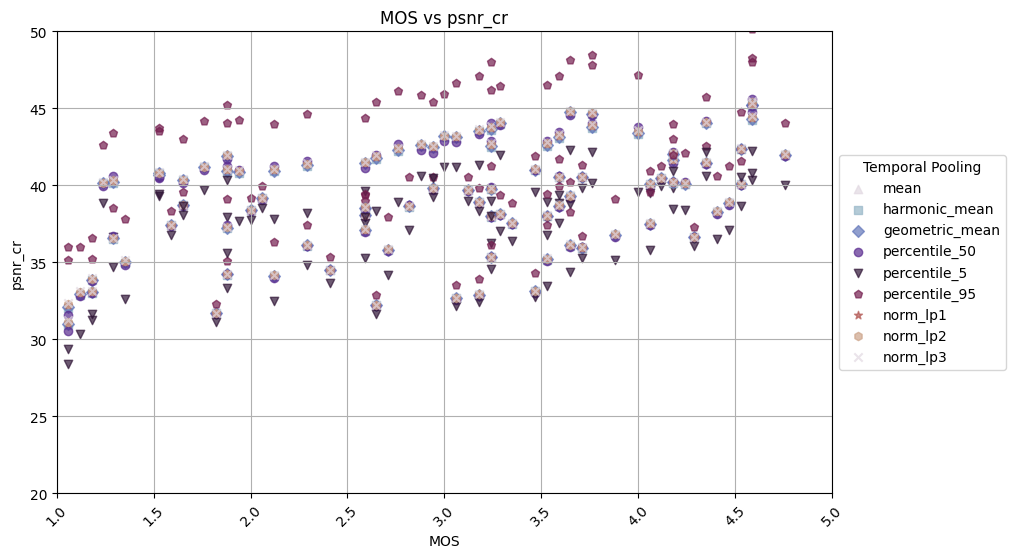 MOS vs psnr_cr
psnr_cr
50
45
40
35
30
25
20
1.0
1.5
2.0
2.5
3.0
3.5
4.0
4.5
5.0
MOS
Temporal Pooling
mean
harmonic_mean
geometric_mean
percentile_50
percentile_5
percentile_95
norm_lp1
norm_lp2
norm_lp3